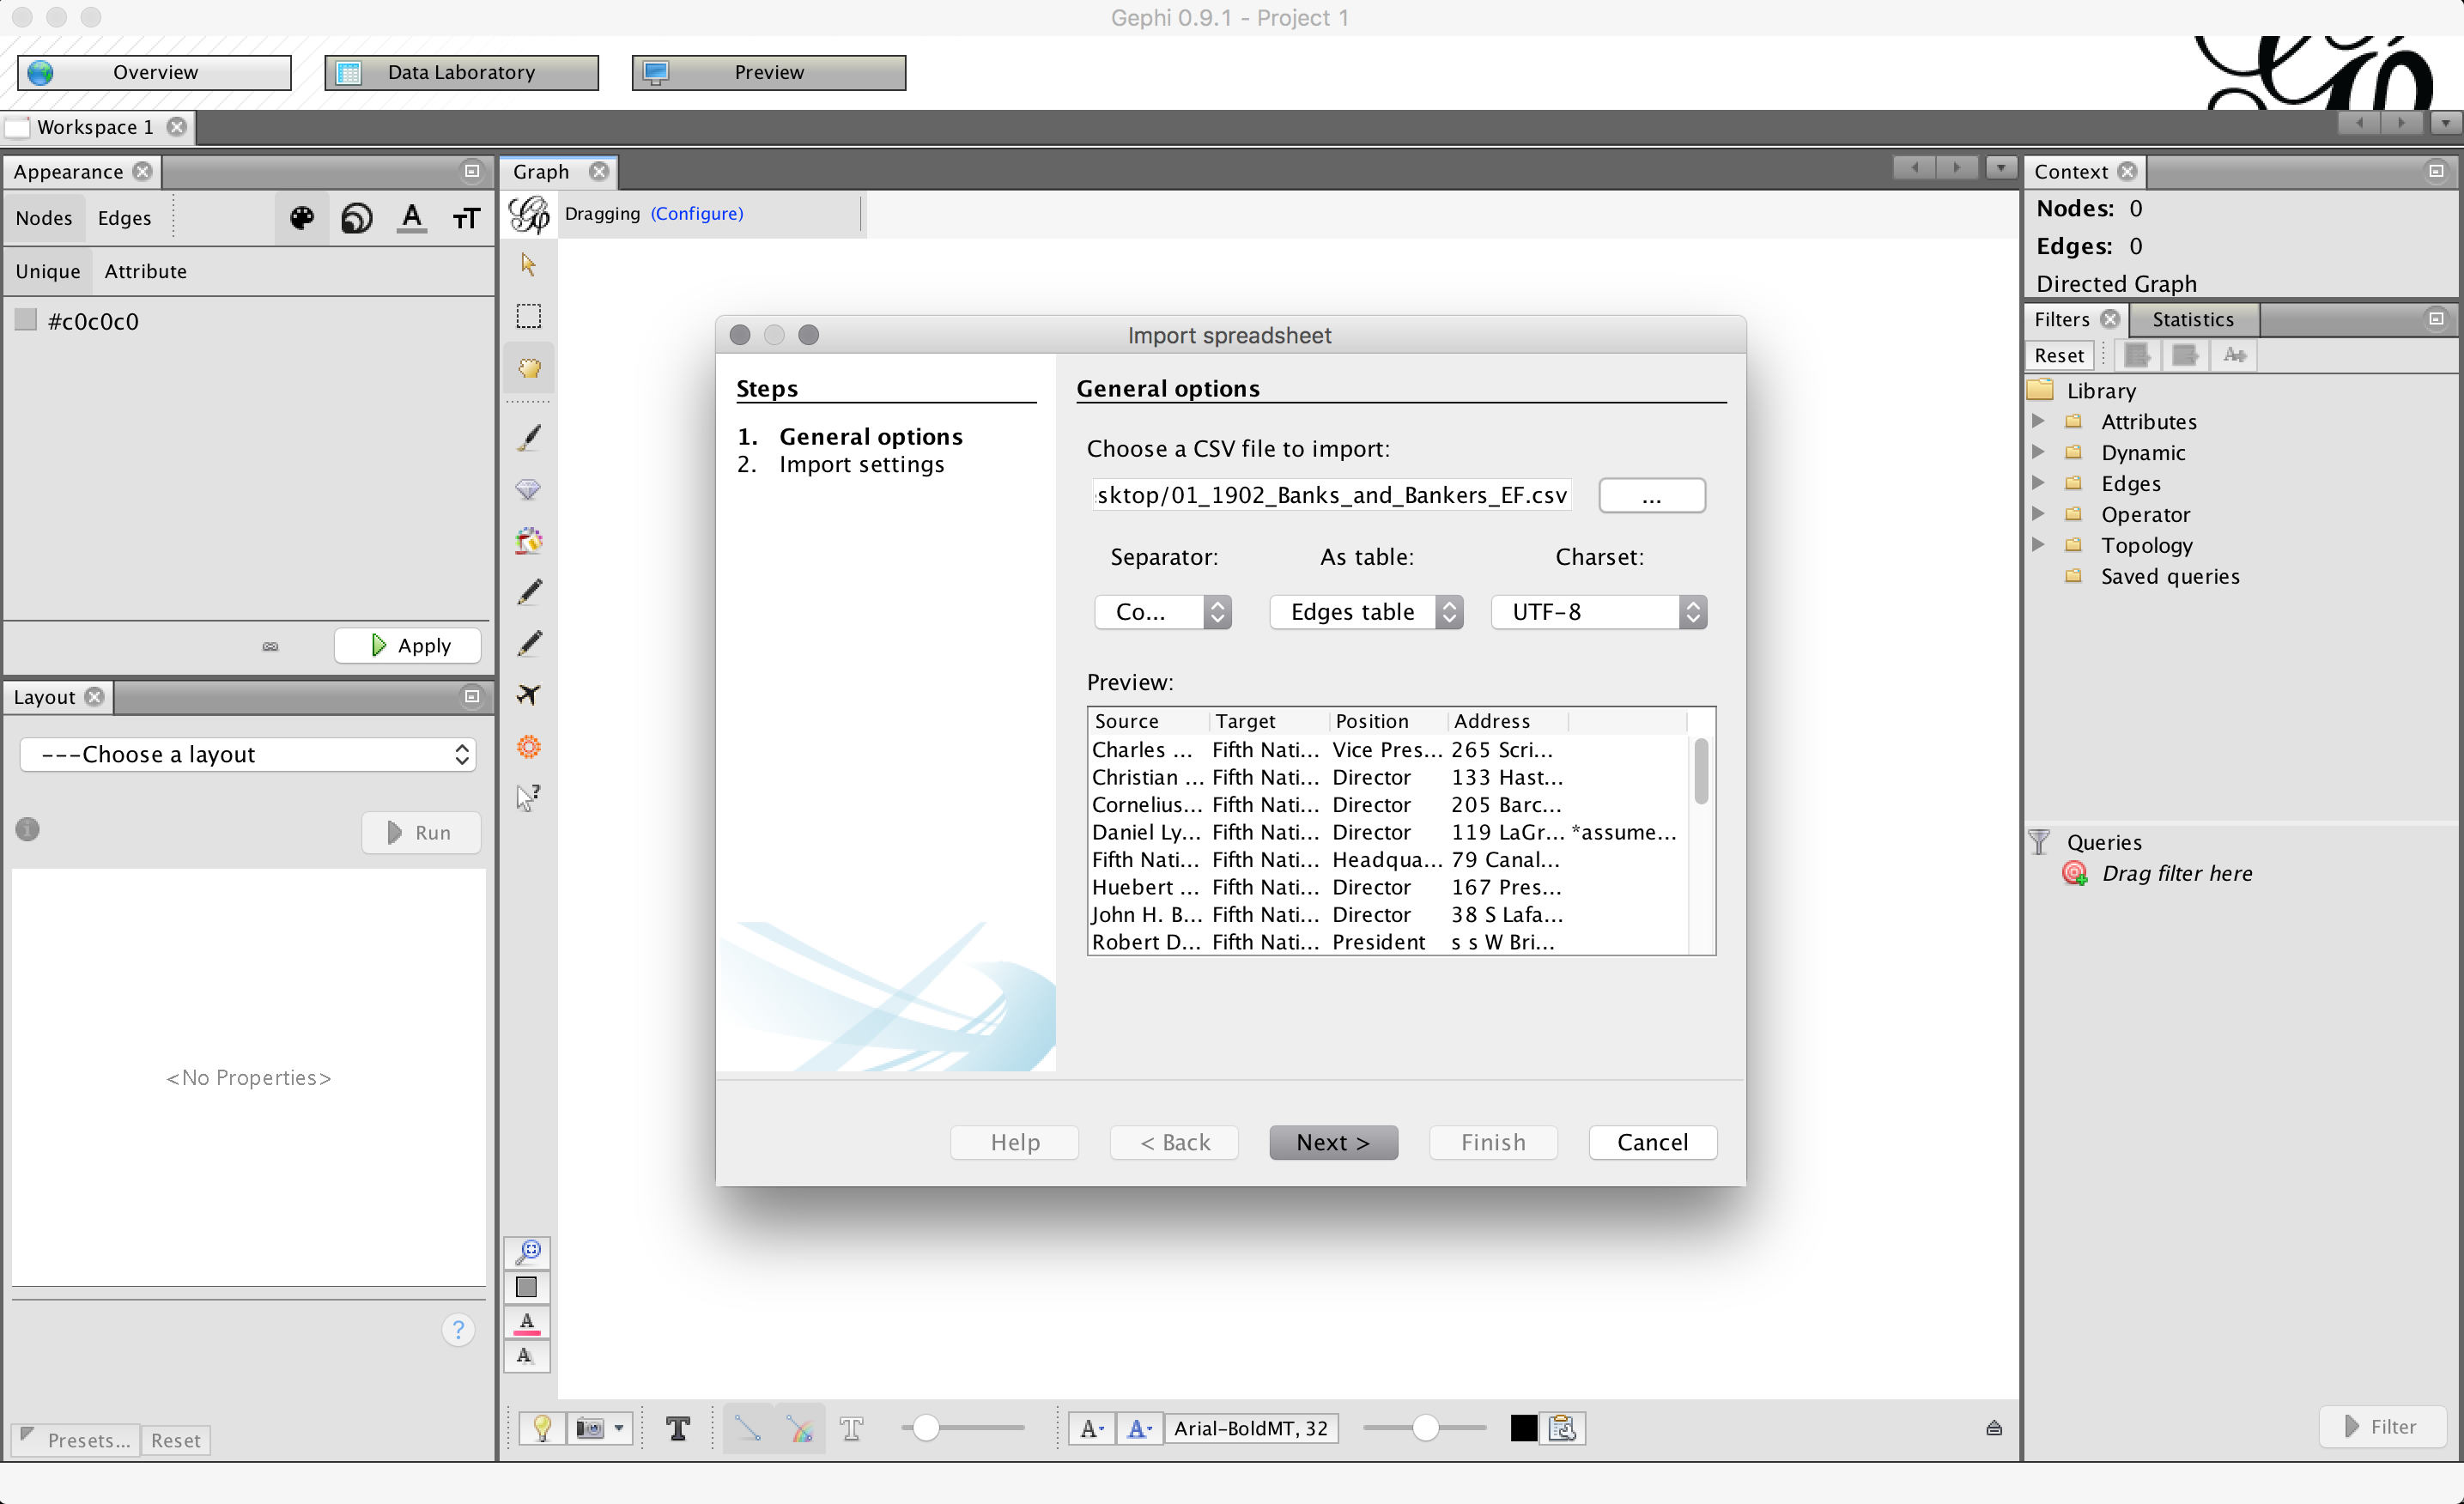 Gephi 0.9.1 - Project 1
Overview
Data Laboratory
Preview
Workspace 1
Appearance
Nodes
Edges
A
TT
Unique
Attribute
#c0c0c0
Apply
Layout
---Choose a layout
Run
<No Properties>
?
Presets...
Reset
Graph
Dragging (Configure)
Import spreadsheet
Steps
1. General options
2. Import settings
General options
Choose a CSV file to import:
sktop/01_1902_Banks_and_Bankers_EF.csv
...
Separator:
As table:
Charset:
Co...
Edges table
UTF-8
Preview:
Source Target Position Address
Charles ... Fifth Nati... Vice Pres... 265 Scri...
Christian ... Fifth Nati... Director 133 Hast...
Cornelius... Fifth Nati... Director 205 Barc...
Daniel Ly... Fifth Nati... Director 119 LaGr... *assume...
Fifth Nati... Fifth Nati... Headqua... 79 Canal...
Huebert ... Fifth Nati... Director 167 Pres...
John H. B... Fifth Nati... Director 38 S Lafa...
Robert D... Fifth Nati... President s s W Bri...
Help
< Back
Next >
Finish
Cancel
A
A
T
T
A-
A-
Arial-BoldMT, 32
Context
Nodes: 0
Edges: 0
Directed Graph
Filters
Statistics
Reset
Library
Attributes
Dynamic
Edges
Operator
Topology
Saved queries
Queries
Drag filter here
Filter